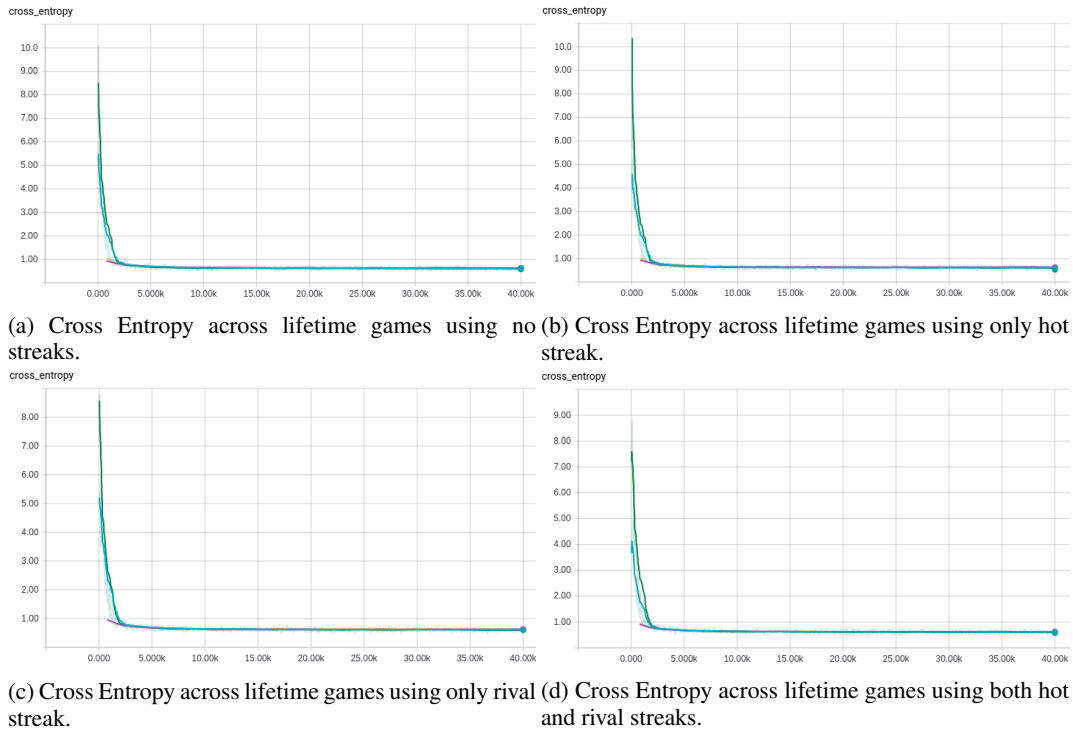 cross_entropy
10.0
9.00
8.00
7.00
6.00
5.00
4.00
3.00
2.00
1.00
0.000 5.00k 10.00k 15.00k 20.00k 25.00k 30.00k 35.00k 40.00k
(a) Cross Entropy across lifetime games using no
streaks.
cross_entropy
10.0
9.00
8.00
7.00
6.00
5.00
4.00
3.00
2.00
1.00
0.000 5.00k 10.00k 15.00k 20.00k 25.00k 30.00k 35.00k 40.00k
(b) Cross Entropy across lifetime games using only hot
streak.
cross_entropy
8.00
7.00
6.00
5.00
4.00
3.00
2.00
1.00
0.000 5.00k 10.00k 15.00k 20.00k 25.00k 30.00k 35.00k 40.00k
(c) Cross Entropy across lifetime games using only rival
streak.
cross_entropy
9.00
8.00
7.00
6.00
5.00
4.00
3.00
2.00
1.00
0.000 5.00k 10.00k 15.00k 20.00k 25.00k 30.00k 35.00k 40.00k
(d) Cross Entropy across lifetime games using both hot
and rival streaks.